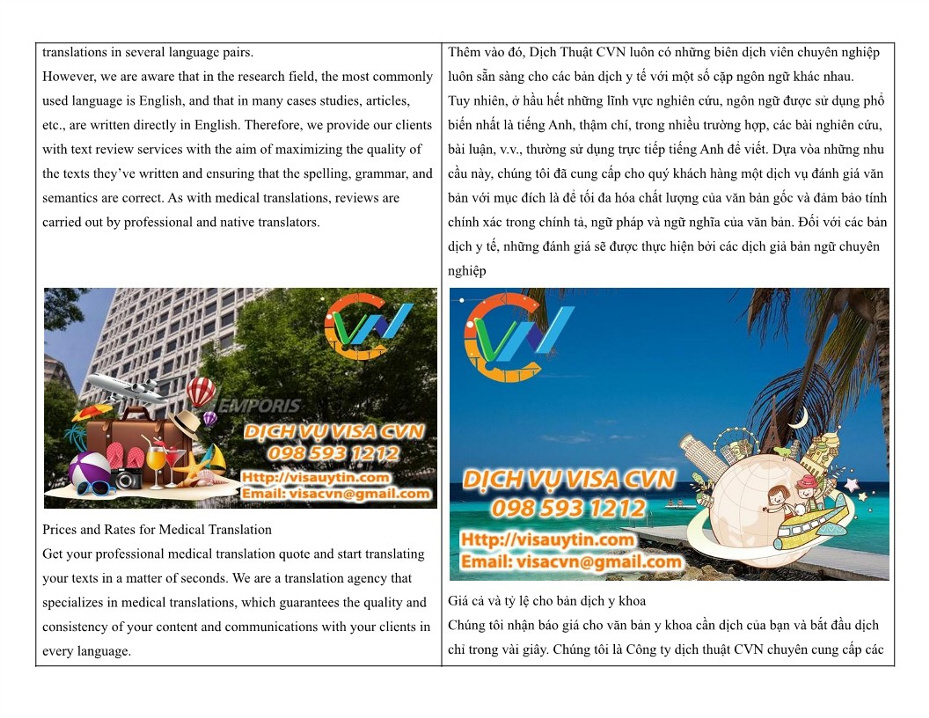 translations in several language pairs.
However, we are aware that in the research field, the most commonly
used language is English, and that in many cases studies, articles,
etc., are written directly in English. Therefore, we provide our clients
with text review services with the aim of maximizing the quality of
the texts they’ve written and ensuring that the spelling, grammar, and
semantics are correct. As with medical translations, reviews are
carried out by professional and native translators.
CVN
EMPORIS
DỊCH VỤ VISA CVN
098 593 1212
Http://visauytin.com
Email: visacvn@gmail.com
Prices and Rates for Medical Translation
Get your professional medical translation quote and start translating
your texts in a matter of seconds. We are a translation agency that
specializes in medical translations, which guarantees the quality and
consistency of your content and communications with your clients in
every language.
Thêm vào đó, Dịch Thuật CVN luôn có những biên dịch viên chuyên nghiệp
luôn sẵn sàng cho các bản dịch y tế với một số cặp ngôn ngữ khác nhau.
Tuy nhiên, ở hầu hết những lĩnh vực nghiên cứu, ngôn ngữ được sử dụng phổ
biến nhất là tiếng Anh, thậm chí, trong nhiều trường hợp, các bài nghiên cứu,
bài luận, v.v., thường sử dụng trực tiếp tiếng Anh để viết. Dựa vòa những nhu
cầu này, chúng tôi đã cung cấp cho quý khách hàng một dịch vụ đánh giá văn
bản với mục đích là để tối đa hóa chất lượng của văn bản gốc và đảm bảo tính
chính xác trong chính tả, ngữ pháp và ngữ nghĩa của văn bản. Đối với các bản
dịch y tế, những đánh giá sẽ được thực hiện bởi các dịch giả bản ngữ chuyên
nghiệp
CVN
DỊCH VỤ VISA CVN
098 593 1212
Http://visauytin.com
Email: visacvn@gmail.com
Giá cả và tỷ lệ cho bản dịch y khoa
Chúng tôi nhận báo giá cho văn bản y khoa cần dịch của bạn và bắt đầu dịch
chỉ trong vài giây. Chúng tôi là Công ty dịch thuật CVN chuyên cung cấp các